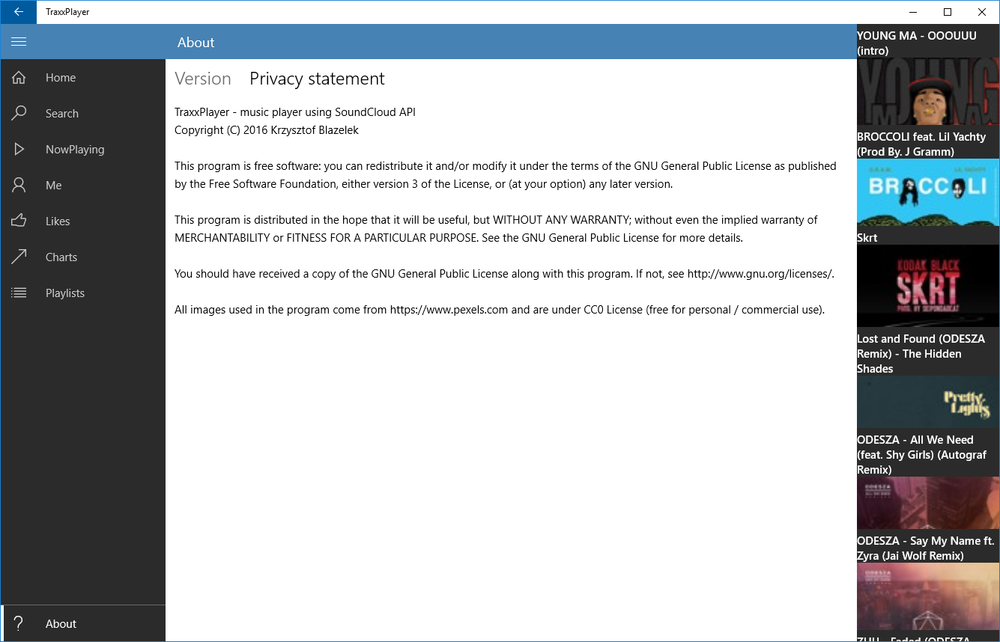 TraxxPlayer
About
Home
Search
NowPlaying
Me
Likes
Charts
Playlists
About
Version Privacy statement
TraxxPlayer - music player using SoundCloud API
Copyright (C) 2016 Krzysztof Blazelek
This program is free software: you can redistribute it and/or modify it under the terms of the GNU General Public License as published
by the Free Software Foundation, either version 3 of the License, or (at your option) any later version.
This program is distributed in the hope that it will be useful, but WITHOUT ANY WARRANTY; without even the implied warranty of
MERCHANTABILITY or FITNESS FOR A PARTICULAR PURPOSE. See the GNU General Public License for more details.
You should have received a copy of the GNU General Public License along with this program. If not, see http://www.gnu.org/licenses/.
All images used in the program come from https://www.pexels.com and are under CC0 License (free for personal / commercial use).
YOUNG MA - OOOUUU
(intro)
YOUNG
MA
BROCCOLI feat. Lil Yachty
(Prod By. J Gramm)
D.R.A.M. LIL YACHTY
BROCCOLI
Skrt
KODAK BLACK
SKRT
PROD. BY
Lost and Found (ODESZA
Remix) - The Hidden
Shades
Pretty
Lights
ODESZA - All We Need
(feat. Shy Girls) (Autograf
Remix)
ODESZA
ODESZA - Say My Name ft.
Zyra (Jai Wolf Remix)
ODESZA
ZHU - Faded (ODESZA